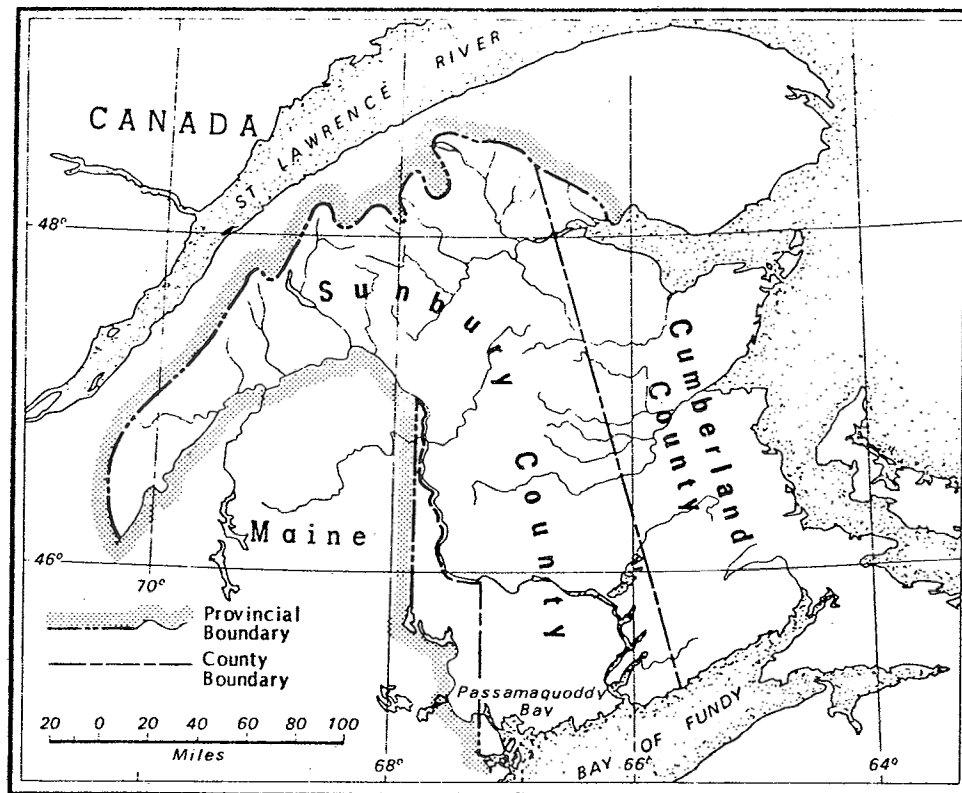 CANADA
ST LAWRENCE RIVER
48°
Sunbury County
Cumberland County
Maine
46°
70°
Provincial Boundary
County Boundary
Passamaquoddy Bay
BAY OF FUNDY
20 0 20 40 60 80 100
Miles
68°
66°
64°